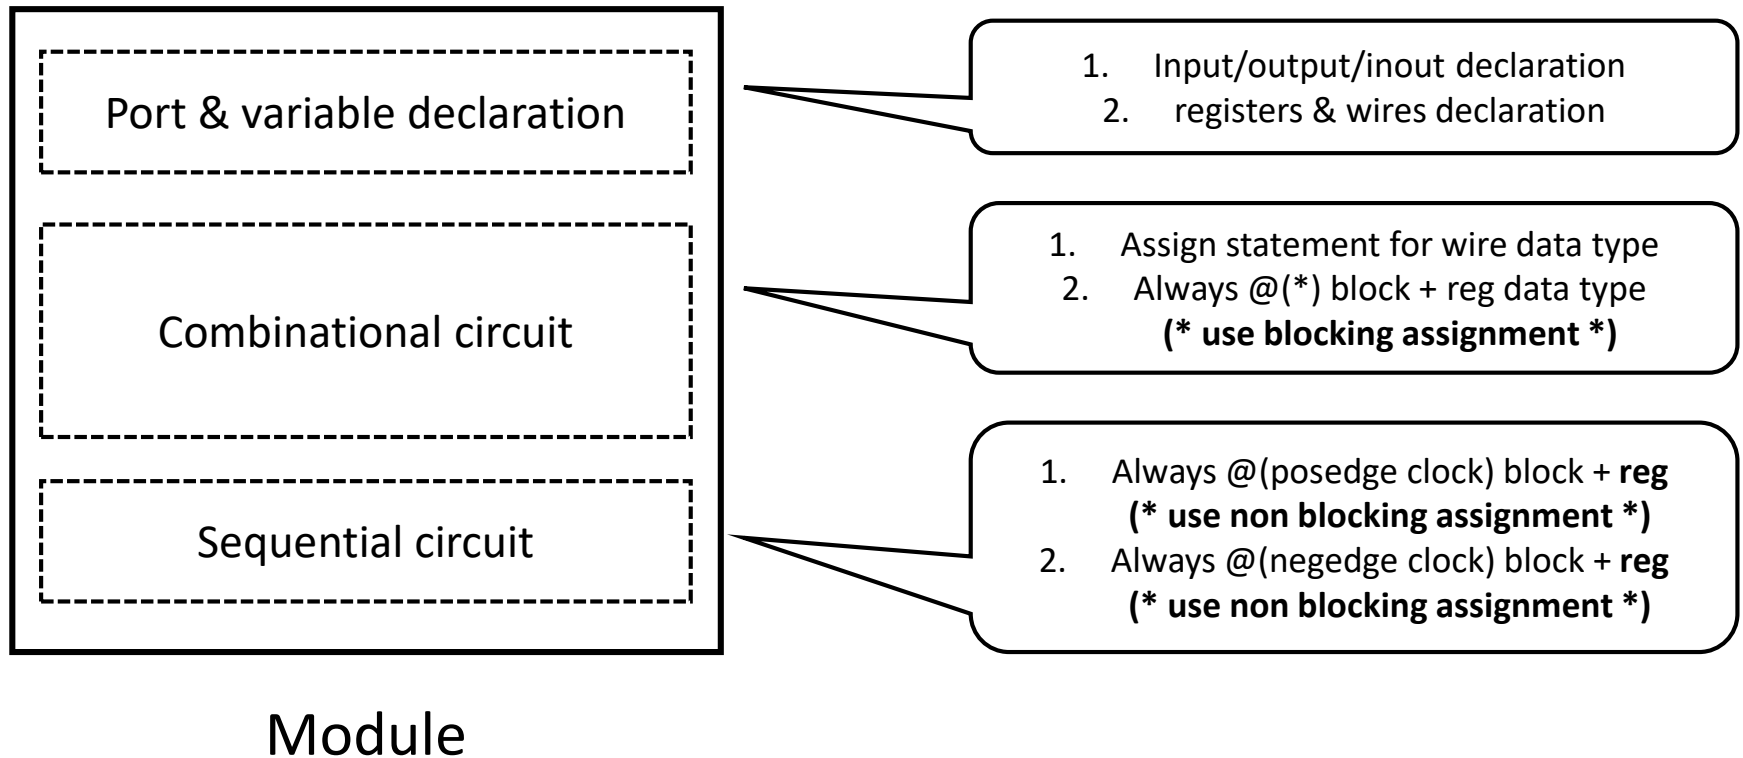 Port & variable declaration
1. Input/output/inout declaration
2. registers & wires declaration
Combinational circuit
1. Assign statement for wire data type
2. Always @(*) block + reg data type
(* use blocking assignment *)
Sequential circuit
1. Always @(posedge clock) block + reg
(* use non blocking assignment *)
2. Always @(negedge clock) block + reg
(* use non blocking assignment *)
Module